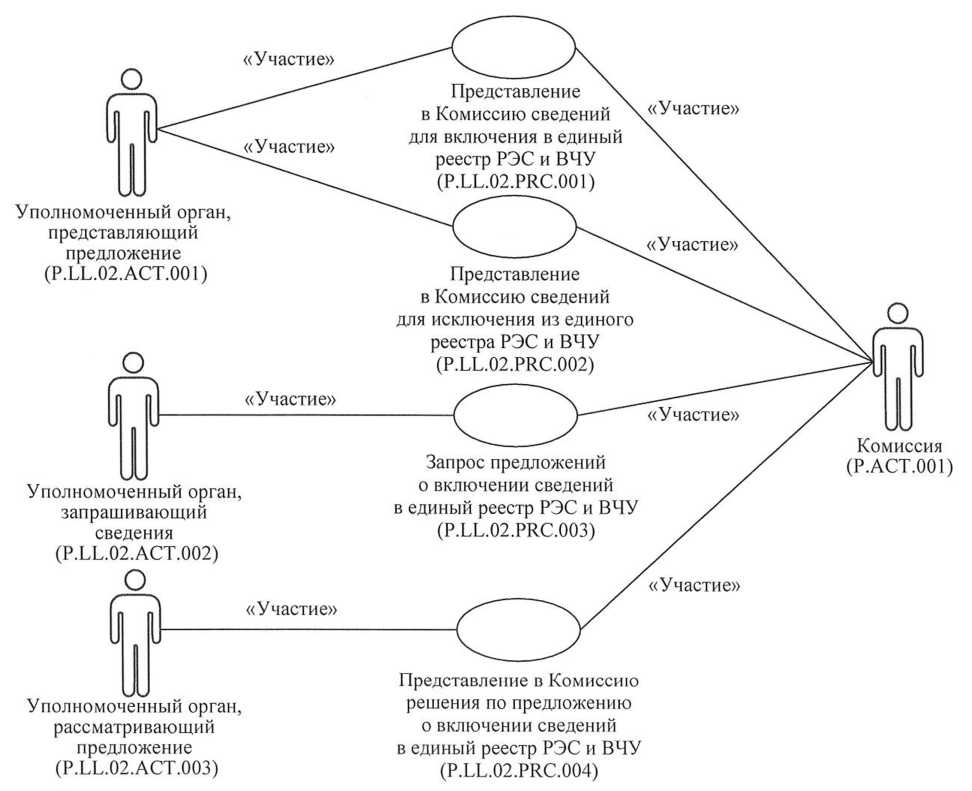 «Участие»
Представление
в Комиссию сведений
для включения в единый
реестр РЭС и ВЧУ
(P.LL.02.PRC.001)
«Участие»
«Участие»
Уполномоченный орган,
представляющий
предложение
(P.LL.02.ACT.001)
«Участие»
Представление
в Комиссию сведений
для исключения из единого
реестра РЭС и ВЧУ
(P.LL.02.PRC.002)
«Участие»
«Участие»
Комиссия
(P.ACT.001)
Запрос предложений
о включении сведений
в единый реестр РЭС и ВЧУ
(P.LL.02.PRC.003)
Уполномоченный орган,
запрашивающий
сведения
(P.LL.02.ACT.002)
«Участие»
«Участие»
Представление в Комиссию
решения по предложению
о включении сведений
в единый реестр РЭС и ВЧУ
(P.LL.02.PRC.004)
Уполномоченный орган,
рассматривающий
предложение
(P.LL.02.ACT.003)